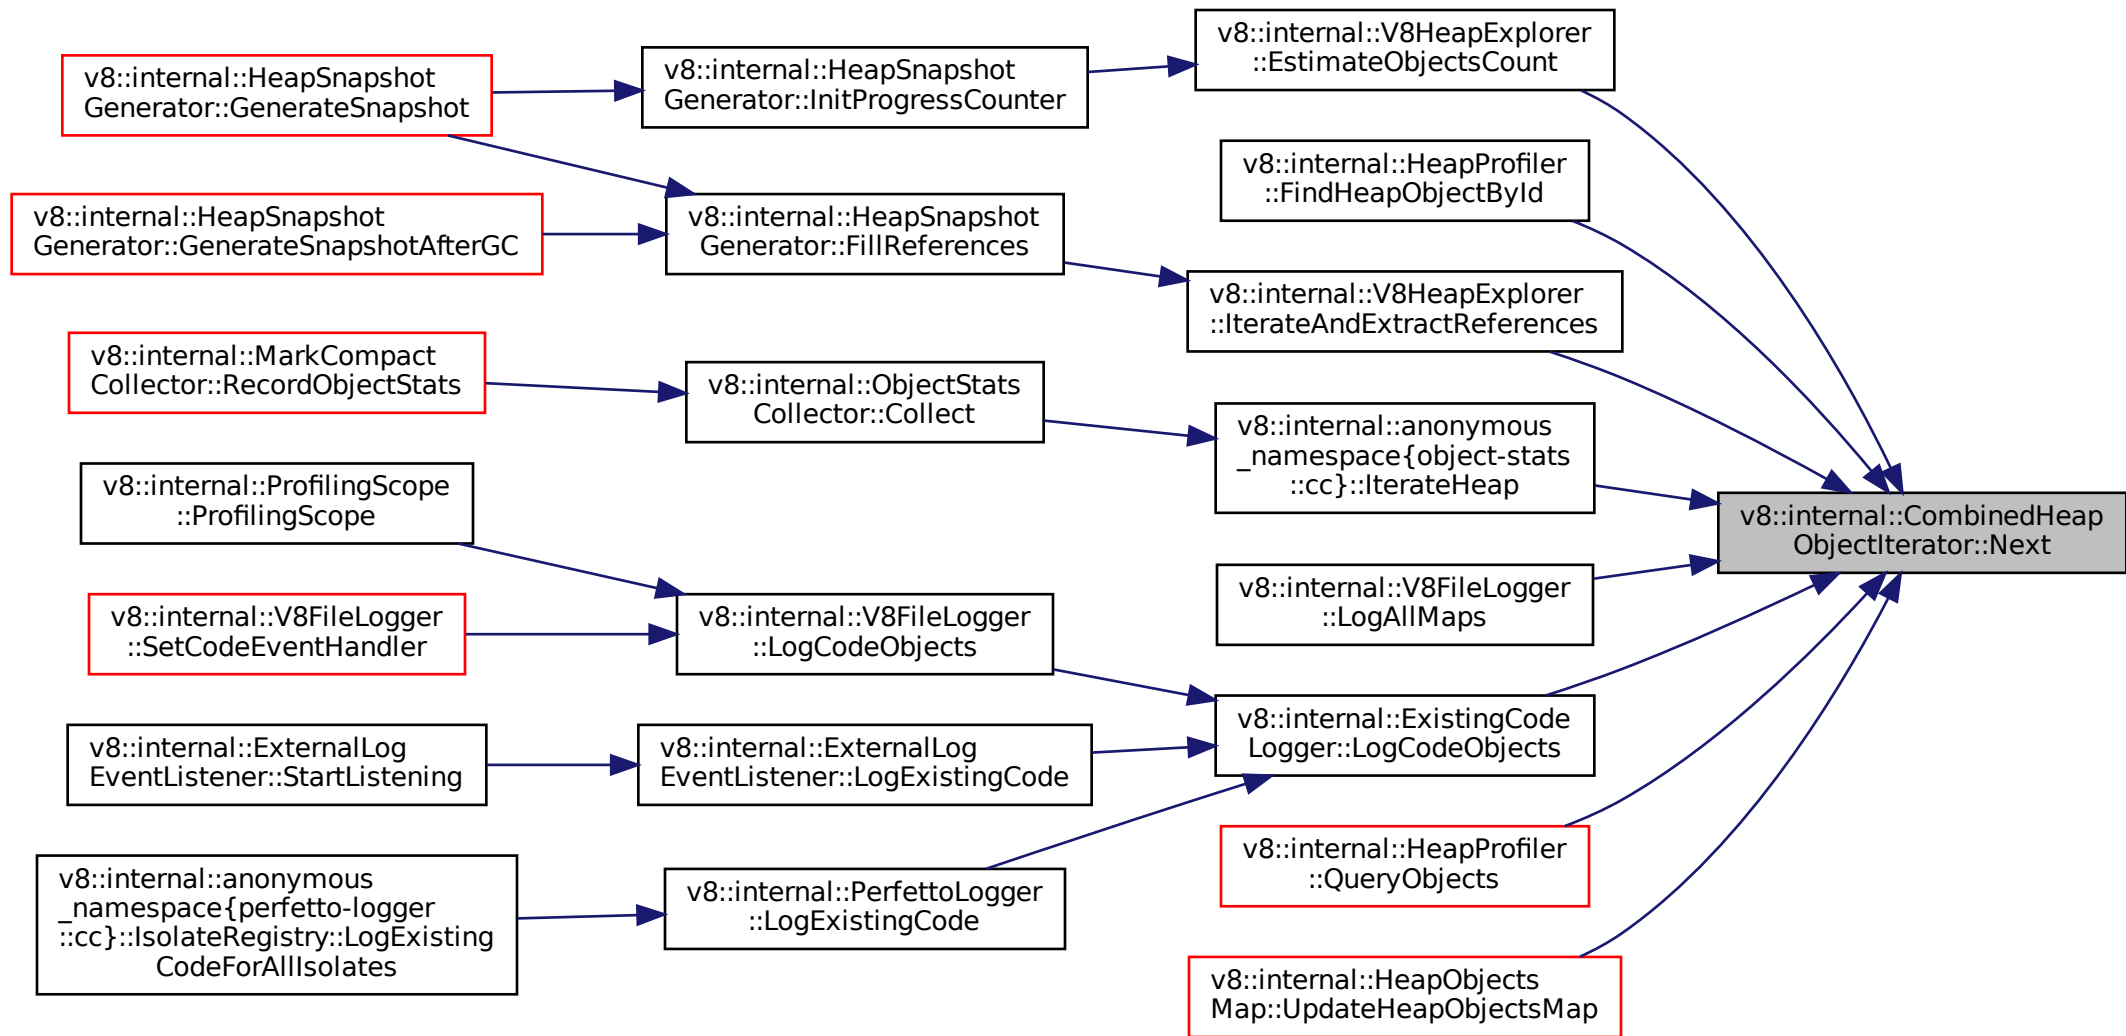 v8::internal::V8HeapExplorer
::EstimateObjectsCount
v8::internal::HeapSnapshot
Generator::InitProgressCounter
v8::internal::HeapSnapshot
Generator::GenerateSnapshot
v8::internal::HeapProfiler
::FindHeapObjectById
v8::internal::HeapSnapshot
Generator::FillReferences
v8::internal::HeapSnapshot
Generator::GenerateSnapshotAfterGC
v8::internal::V8HeapExplorer
::IterateAndExtractReferences
v8::internal::MarkCompact
Collector::RecordObjectStats
v8::internal::ObjectStats
Collector::Collect
v8::internal::anonymous
_namespace{object-stats
::cc}::IterateHeap
v8::internal::ProfilingScope
::ProfilingScope
v8::internal::CombinedHeap
ObjectIterator::Next
v8::internal::V8FileLogger
::LogAllMaps
v8::internal::V8FileLogger
::SetCodeEventHandler
v8::internal::V8FileLogger
::LogCodeObjects
v8::internal::ExistingCode
Logger::LogCodeObjects
v8::internal::ExternalLog
EventListener::StartListening
v8::internal::ExternalLog
EventListener::LogExistingCode
v8::internal::HeapProfiler
::QueryObjects
v8::internal::anonymous
_namespace{perfetto-logger
::cc}::IsolateRegistry::LogExisting
CodeForAllIsolates
v8::internal::PerfettoLogger
::LogExistingCode
v8::internal::HeapObjects
Map::UpdateHeapObjectsMap